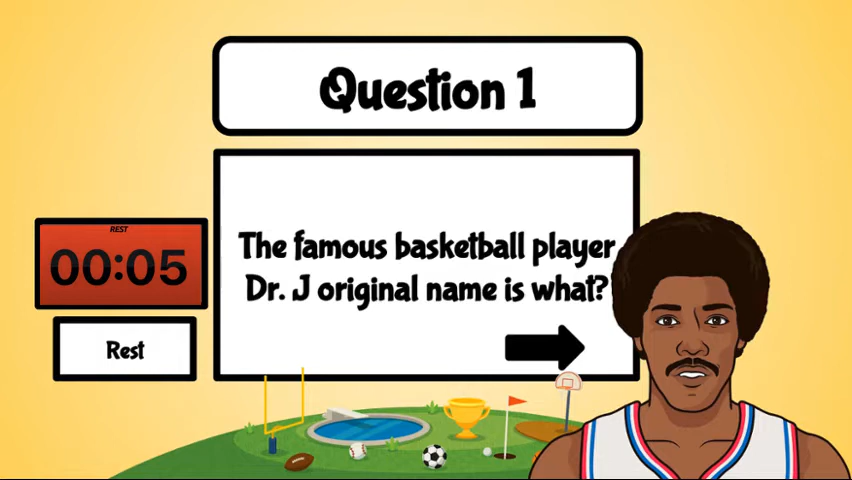 Question 1
The famous basketball player
Dr. J original name is what?
REST
00:05
Rest